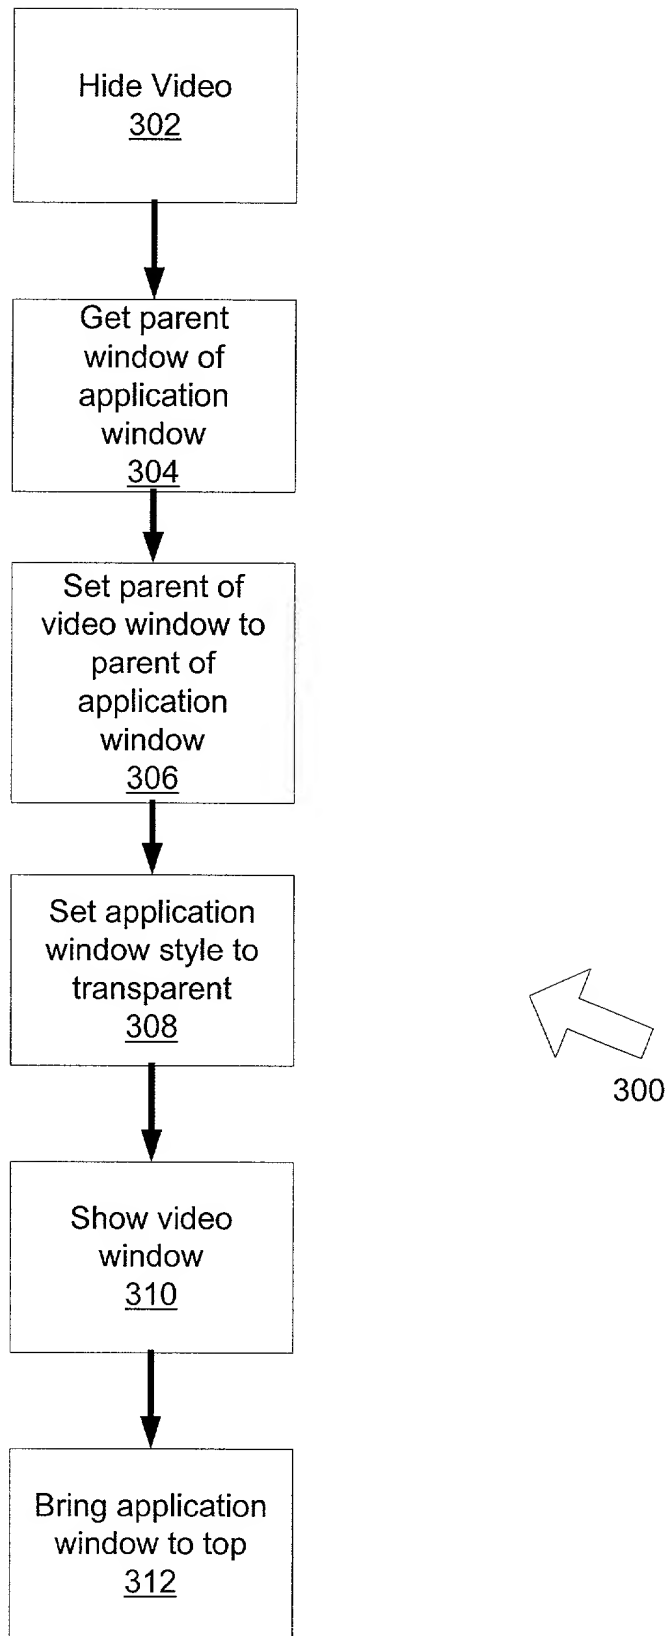 Hide Video
302
Get parent
window of
application
window
304
Set parent of
video window to
parent of
application
window
306
Set application
window style to
transparent
308
300
Show video
window
310
Bring application
window to top
312